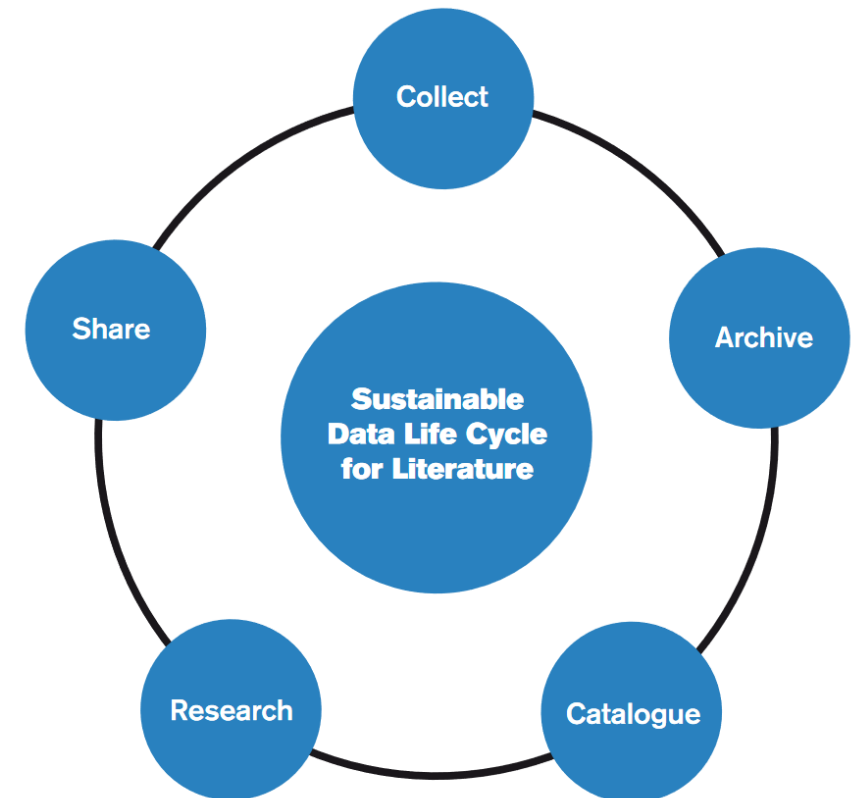 Collect
Share
Archive
Sustainable
Data Life Cycle
for Literature
Research
Catalogue